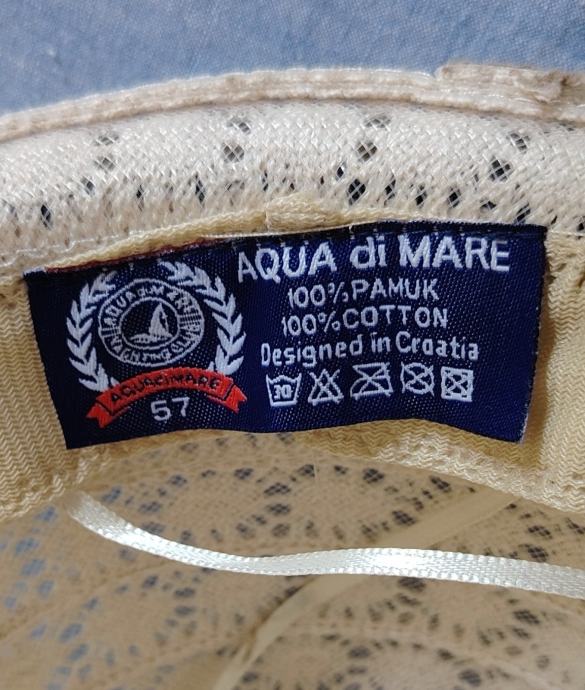 AQUA di MARE
100%PAMUK
100%COTTON
Designed in Croatia
30
AQUA di MARE
57